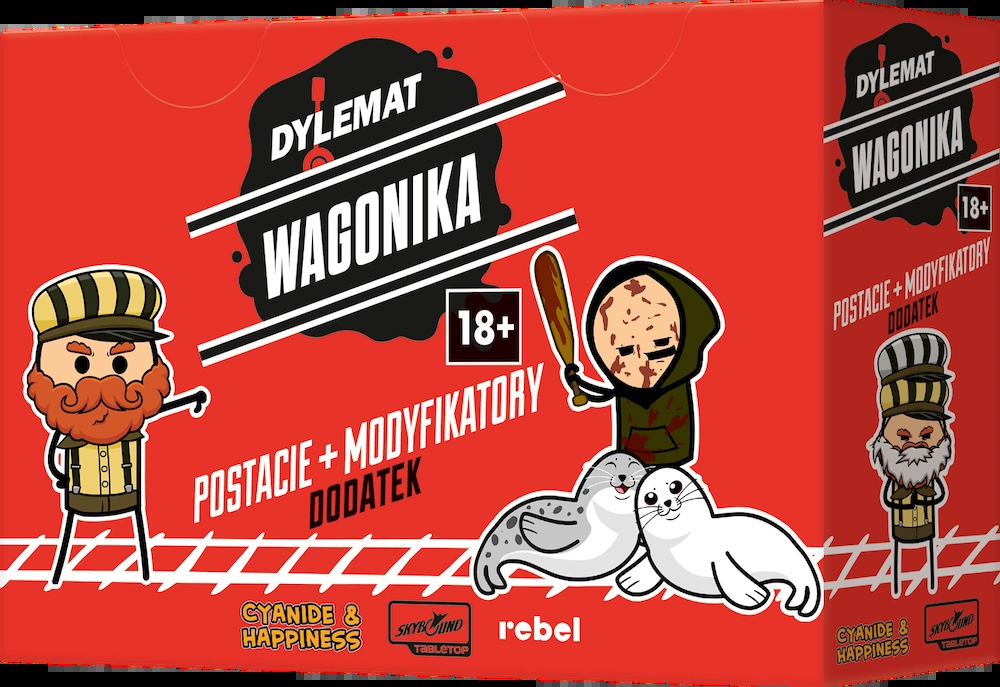 DYLEMAT
WAGONIKA
18+
POSTACIE + MODYFIKATORY
DODATEK
CYANIDE &
HAPPINESS
SKYBOUND
TABLETOP
rebel
DYLEMAT
WAGONIKA
18+
POSTACIE + MODYFIKATORY
DODATEK
CYANIDE &
HAPPINESS
SKYBOUND
TABLETOP